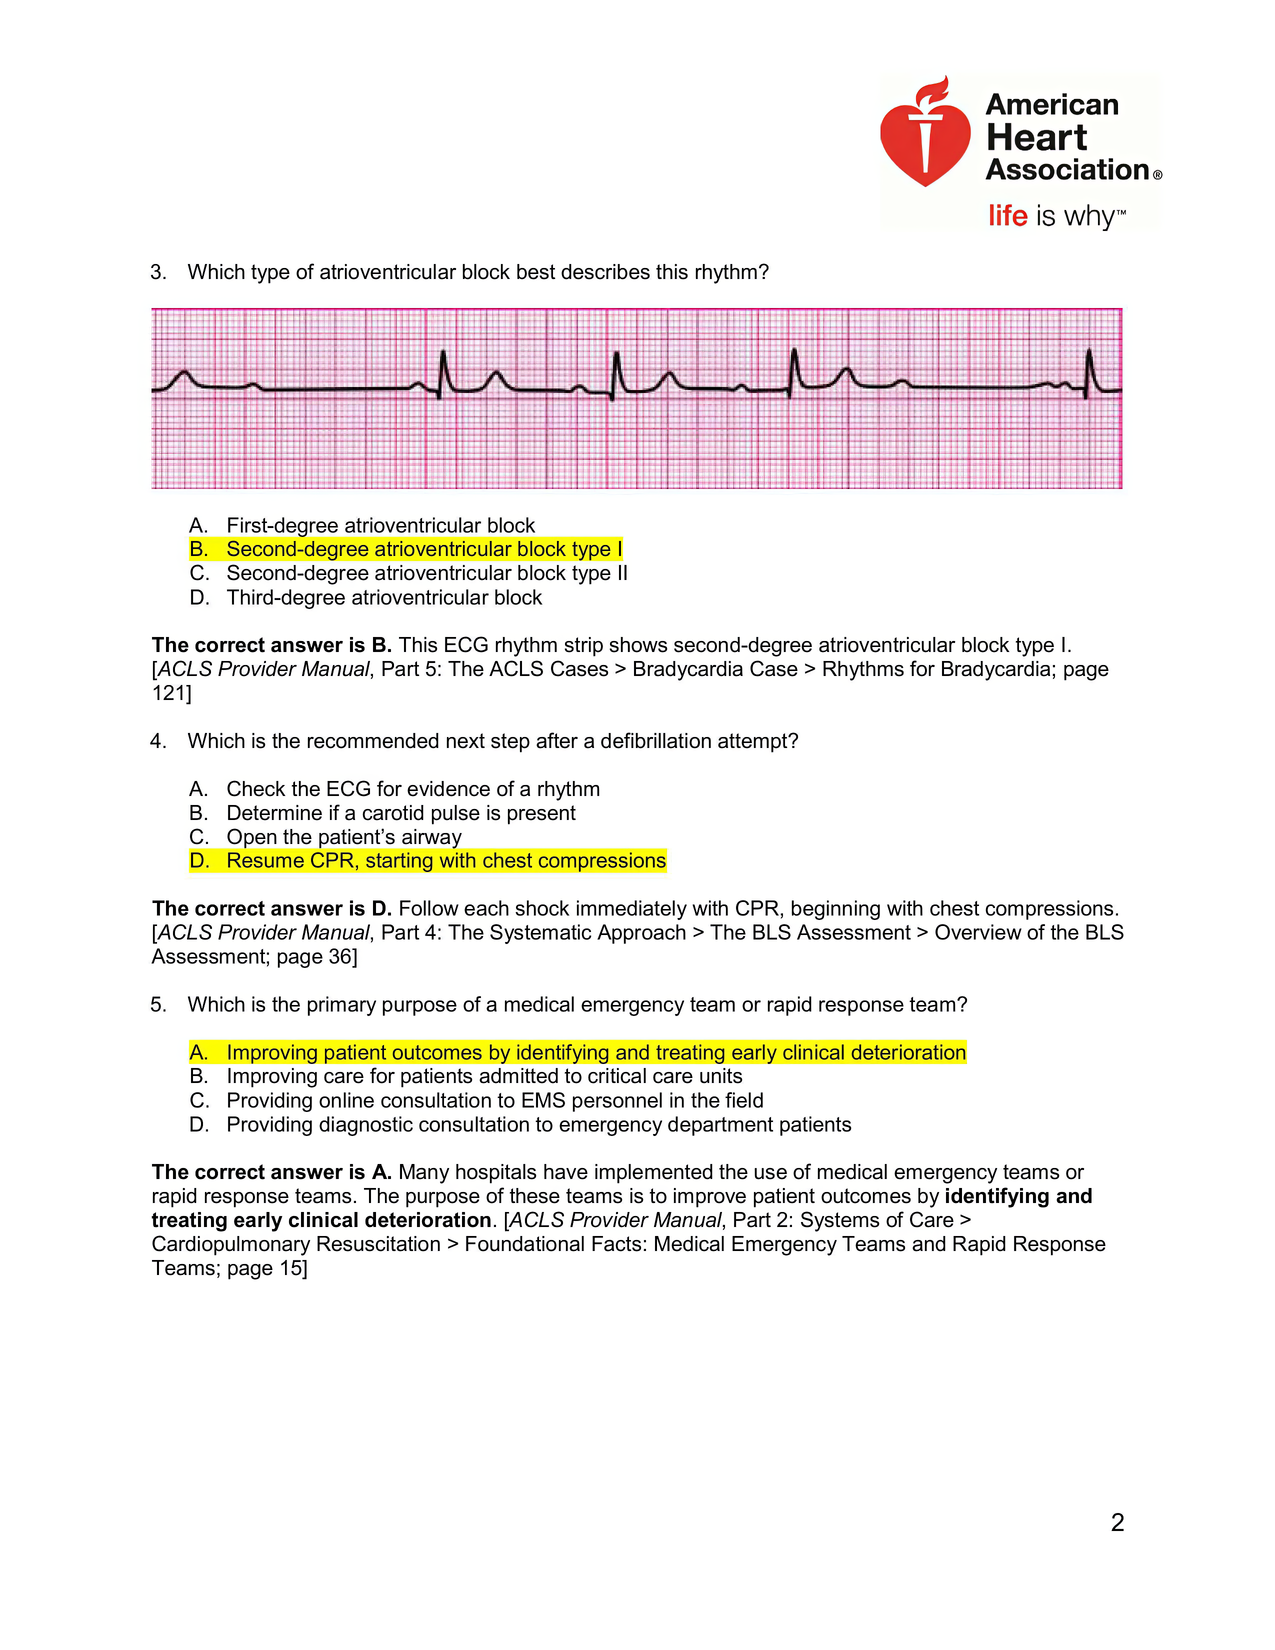 American
Heart
Association®
life is why™
3. Which type of atrioventricular block best describes this rhythm?
A. First-degree atrioventricular block
B. Second-degree atrioventricular block type I
C. Second-degree atrioventricular block type II
D. Third-degree atrioventricular block
The correct answer is B. This ECG rhythm strip shows second-degree atrioventricular block type I.
[ACLS Provider Manual, Part 5: The ACLS Cases > Bradycardia Case > Rhythms for Bradycardia; page
121]
4. Which is the recommended next step after a defibrillation attempt?
A. Check the ECG for evidence of a rhythm
B. Determine if a carotid pulse is present
C. Open the patient’s airway
D. Resume CPR, starting with chest compressions
The correct answer is D. Follow each shock immediately with CPR, beginning with chest compressions.
[ACLS Provider Manual, Part 4: The Systematic Approach > The BLS Assessment > Overview of the BLS
Assessment; page 36]
5. Which is the primary purpose of a medical emergency team or rapid response team?
A. Improving patient outcomes by identifying and treating early clinical deterioration
B. Improving care for patients admitted to critical care units
C. Providing online consultation to EMS personnel in the field
D. Providing diagnostic consultation to emergency department patients
The correct answer is A. Many hospitals have implemented the use of medical emergency teams or
rapid response teams. The purpose of these teams is to improve patient outcomes by identifying and
treating early clinical deterioration. [ACLS Provider Manual, Part 2: Systems of Care >
Cardiopulmonary Resuscitation > Foundational Facts: Medical Emergency Teams and Rapid Response
Teams; page 15]
2